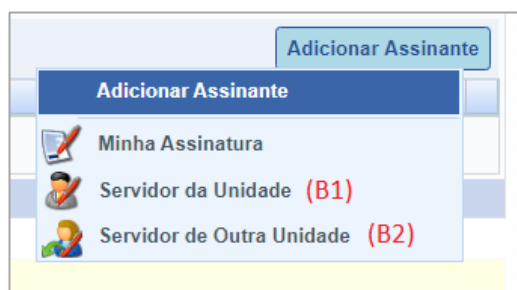 Adicionar Assinante
Adicionar Assinante
Minha Assinatura
Servidor da Unidade (B1)
Servidor de Outra Unidade (B2)